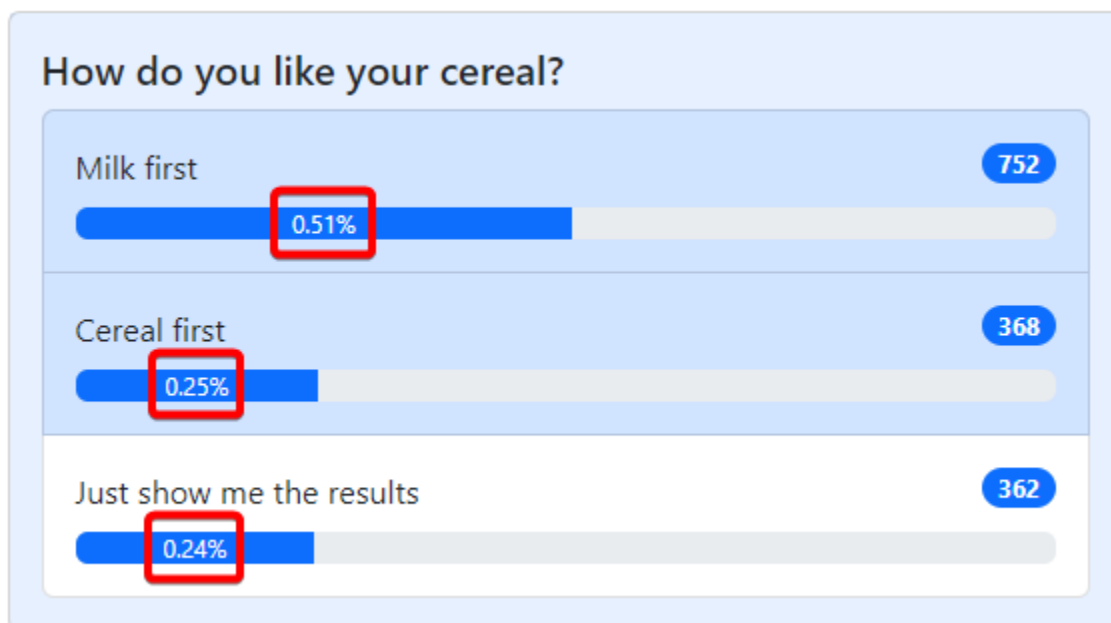 How do you like your cereal?
Milk first 752
0.51%
Cereal first 368
0.25%
Just show me the results 362
0.24%